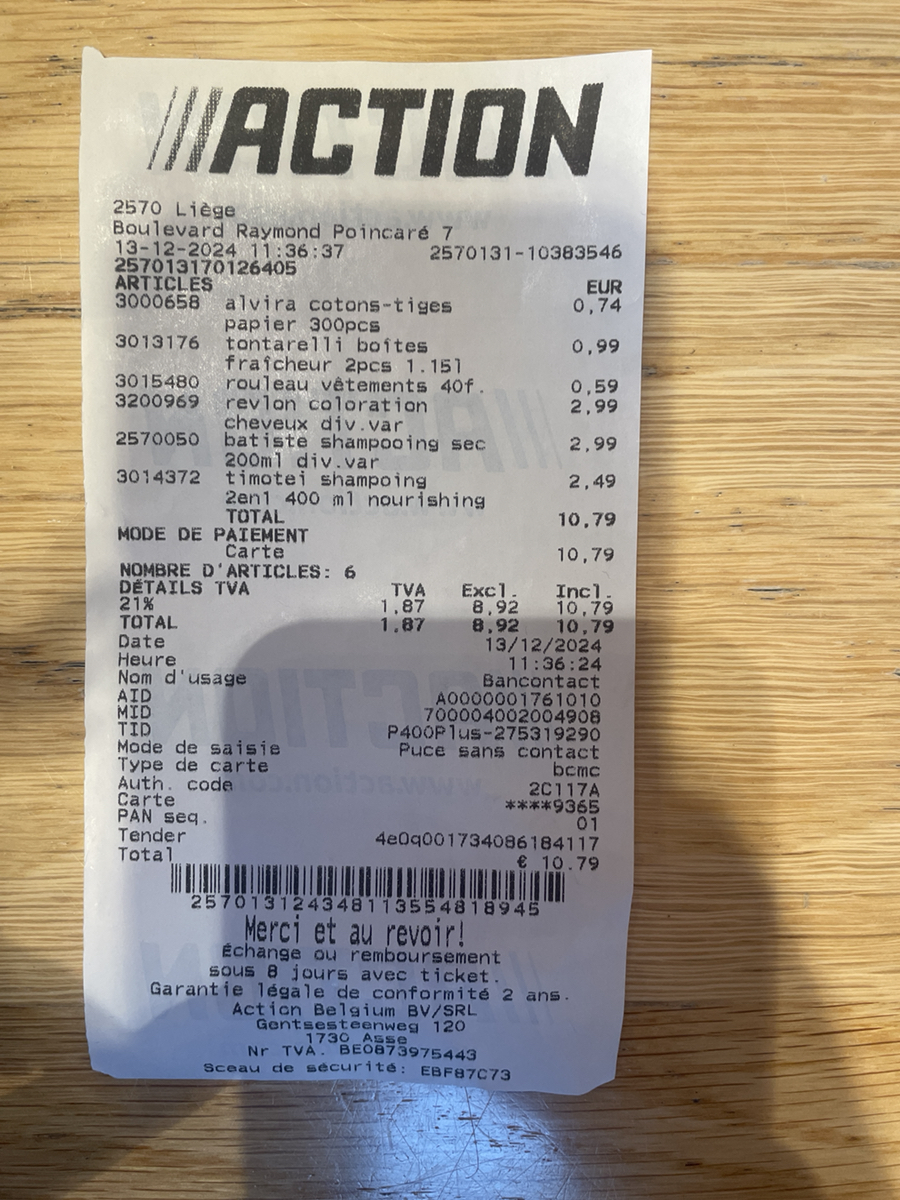 ///ACTION
2570 Liège
Boulevard Raymond Poincaré 7
13-12-2024 11:36:37 2570131-10383546
257013170126405
ARTICLES EUR
3000658 alvira cotons-tiges 0,74
papier 300pcs
3013176 tontarelli boîtes 0,99
fraîcheur 2pcs 1.15l
3015480 rouleau vêtements 40f. 0,59
3200969 revlon coloration 2,99
cheveux div.var
2570050 batiste shampooing sec 2,99
200ml div.var
3014372 timotei shampoing 2,49
2en1 400 ml nourishing
TOTAL 10,79
MODE DE PAIEMENT
Carte 10,79
NOMBRE D'ARTICLES: 6
DÉTAILS TVA TVA Excl. Incl.
21% 1,87 8,92 10,79
TOTAL 1,87 8,92 10,79
Date 13/12/2024
Heure 11:36:24
Nom d'usage Bancontact
AID A0000001761010
MID 700004002004908
TID P400Plus-275319290
Mode de saisie Puce sans contact
Type de carte bcmc
Auth. code 2C117A
Carte ****9365
PAN seq. 01
Tender 4e0q001734086184117
Total € 10.79
257013124348113554818945
Merci et au revoir!
Échange ou remboursement
sous 8 jours avec ticket.
Garantie légale de conformité 2 ans.
Action Belgium BV/SRL
Gentsesteenweg 120
1730 Asse
Nr TVA. BE0873975443
Sceau de sécurité: EBF87C73